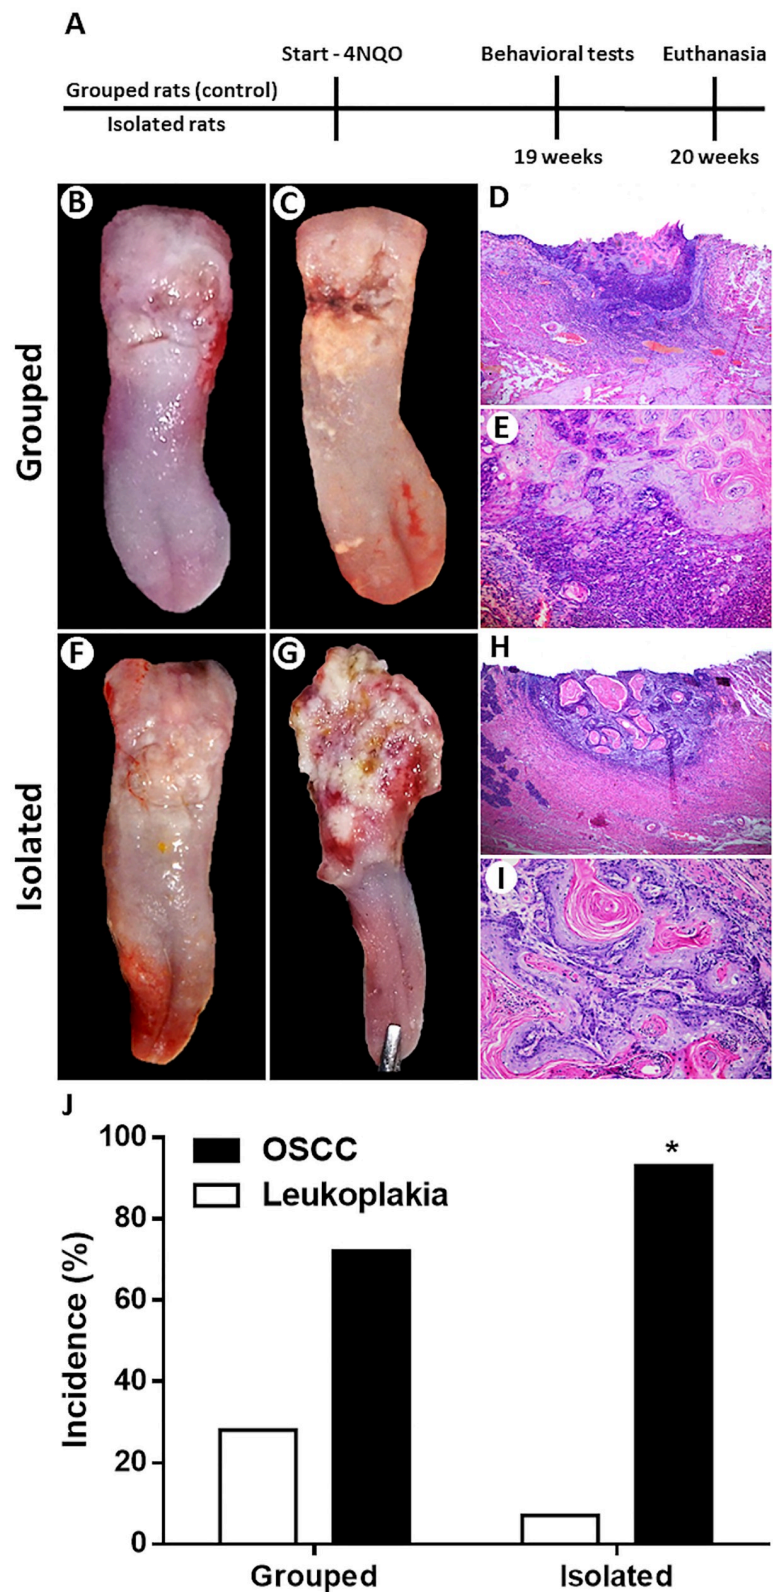 A
Start - 4NQO
Behavioral tests
Euthanasia
Grouped rats (control)
Isolated rats
19 weeks
20 weeks
B
C
D
E
Grouped
F
G
H
I
Isolated
J
100
80
60
40
20
0
Incidence (%)
OSCC
Leukoplakia
*
Grouped
Isolated